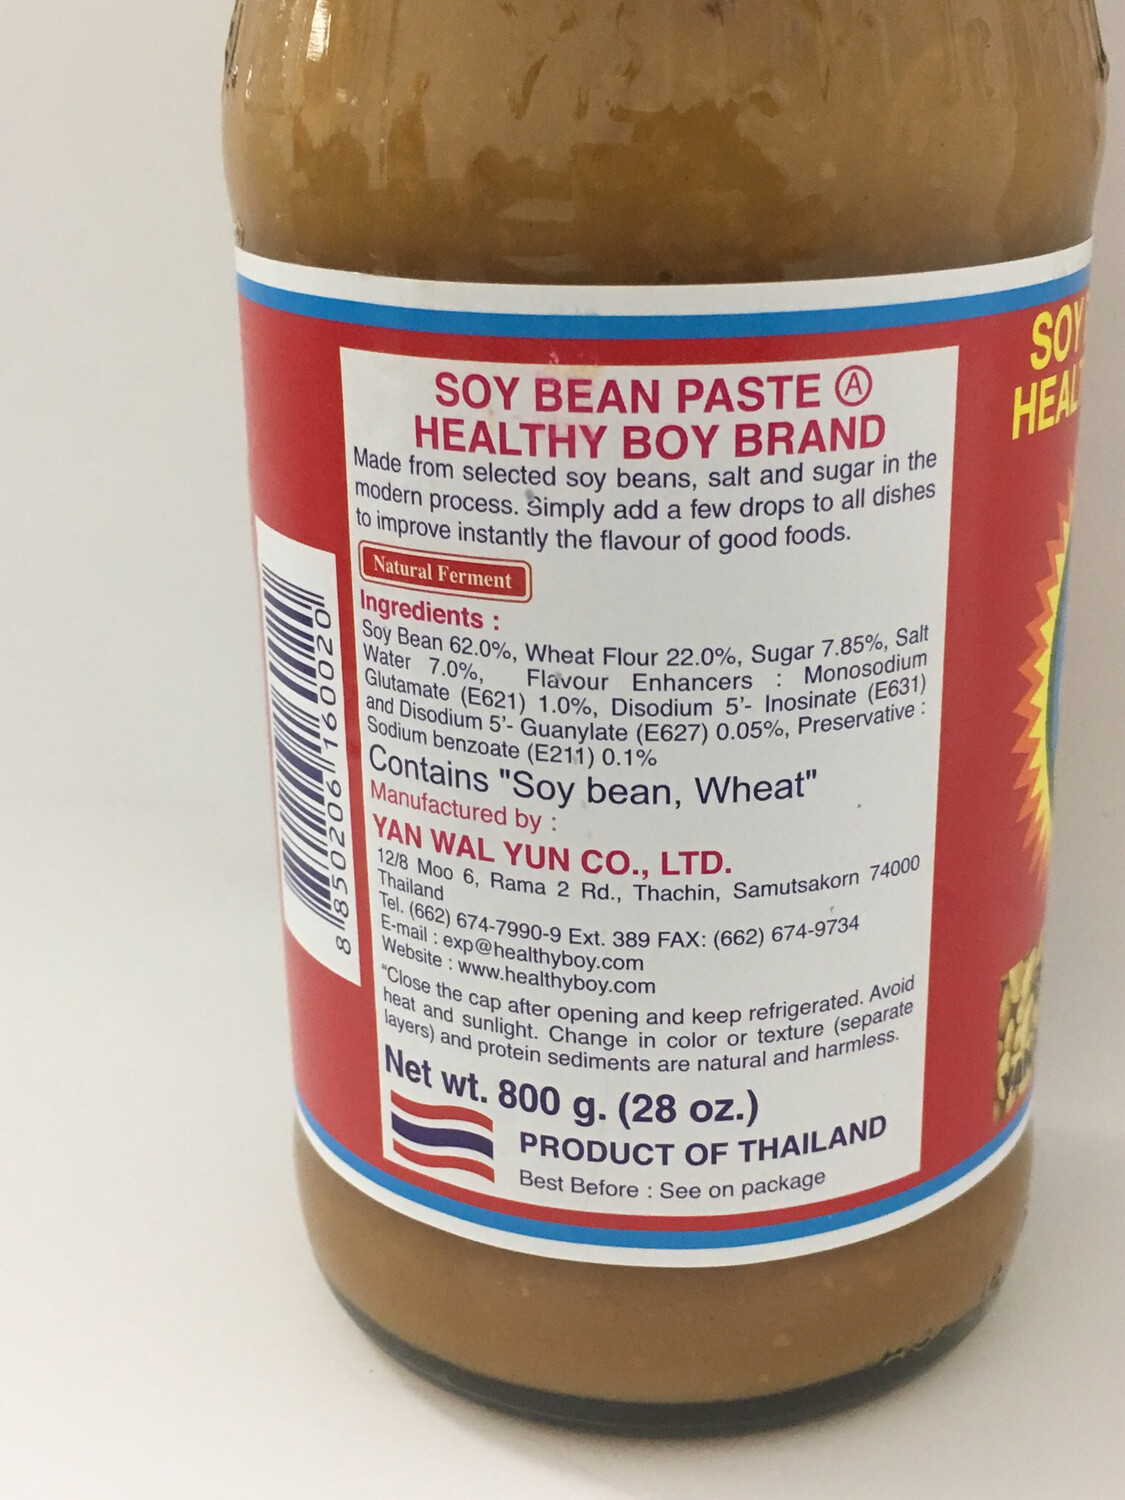 SOY BEAN PASTE Ⓐ
HEALTHY BOY BRAND
Made from selected soy beans, salt and sugar in the
modern process. Simply add a few drops to all dishes
to improve instantly the flavour of good foods.
Natural Ferment
Ingredients :
Soy Bean 62.0%, Wheat Flour 22.0%, Sugar 7.85%, Salt
Water 7.0%, Flavour Enhancers : Monosodium
Glutamate (E621) 1.0%, Disodium 5'- Inosinate (E631)
and Disodium 5'- Guanylate (E627) 0.05%, Preservative :
Sodium benzoate (E211) 0.1%
Contains "Soy bean, Wheat"
Manufactured by :
YAN WAL YUN CO., LTD.
12/8 Moo 6, Rama 2 Rd., Thachin, Samutsakorn 74000
Thailand
Tel. (662) 674-7990-9 Ext. 389 FAX: (662) 674-9734
E-mail : exp@healthyboy.com
Website : www.healthyboy.com
"Close the cap after opening and keep refrigerated. Avoid
heat and sunlight. Change in color or texture (separate
layers) and protein sediments are natural and harmless.
Net wt. 800 g. (28 oz.)
PRODUCT OF THAILAND
Best Before : See on package
8 850206 160020
SOY